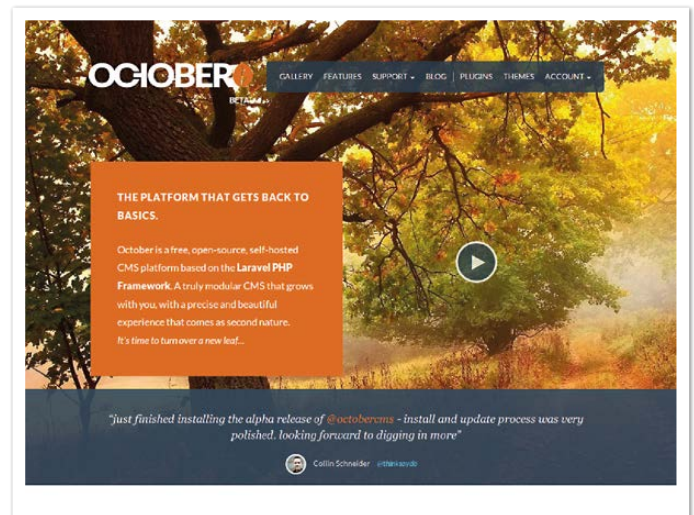 OCTOBER
BETA
GALLERY FEATURES SUPPORT BLOG PLUGINS THEMES ACCOUNT
THE PLATFORM THAT GETS BACK TO
BASICS.
October is a free, open-source, self-hosted
CMS platform based on the Laravel PHP
Framework. A truly modular CMS that grows
with you, with a precise and beautiful
experience that comes as second nature.
It's time to turn over a new leaf...
"just finished installing the alpha release of @octobercms - install and update process was very
polished. looking forward to digging in more"
Collin Schneider @thinksaydo